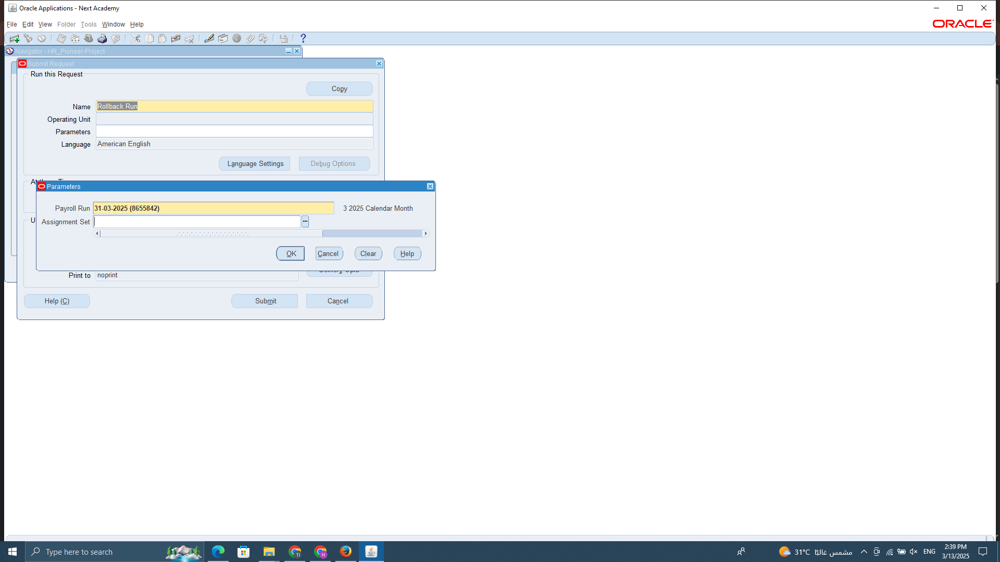 Oracle Applications - Next Academy
File Edit View Folder Tools Window Help
ORACLE
Navigator - HR_Pioneer-Project
Submit Request
Run this Request
Copy
Name Rollback Run
Operating Unit
Parameters
Language American English
Language Settings Debug Options
Parameters
Payroll Run 31-03-2025 (8655842) 3 2025 Calendar Month
Assignment Set
OK Cancel Clear Help
Print to noprint
Help (C) Submit Cancel
Type here to search
Ti
H
31°C مشمس غالبًا
ENG
2:39 PM
3/13/2025